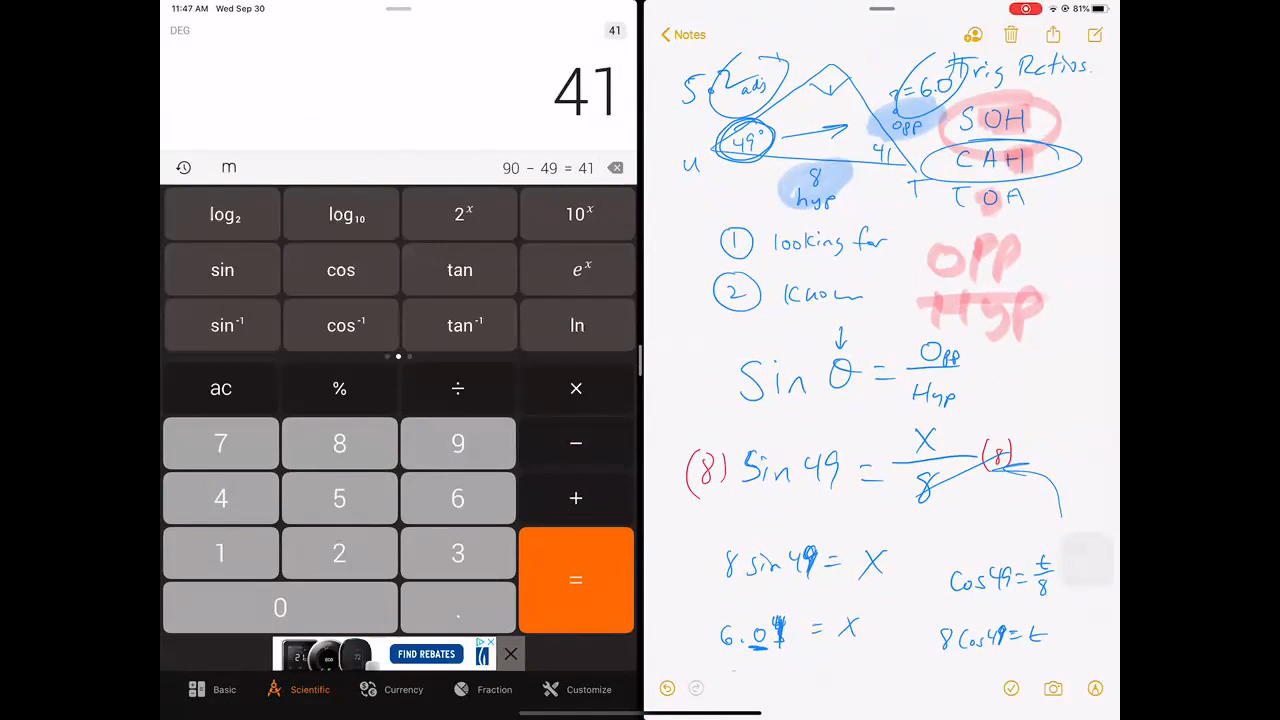 11:47 AM Wed Sep 30
DEG
41
41
m
90 − 49 = 41
log₂ log₁₀ 2ˣ 10ˣ
sin cos tan eˣ
sin⁻¹ cos⁻¹ tan⁻¹ ln
ac % ÷ ×
7 8 9 −
4 5 6 +
1 2 3 =
0 .
FIND REBATES
Basic Scientific Currency Fraction Customize
81%
Notes
Trig Ratios.
5.2 adj
= 6.0
opp
SOH
49°
41
CAH
U
8
T
hyp
TOA
① looking for
OPP
Hyp
② Known
Sin θ = Opp / Hyp
(8) Sin 49 = X / 8 (8)
8 sin 49 = X
Cos 49 = t / 8
6.04 = X
8 Cos 49 = t